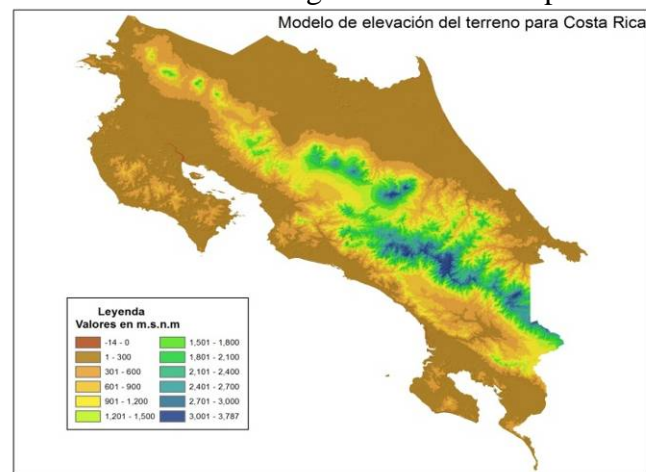 Modelo de elevación del terreno para Costa Rica
Leyenda
Valores en m.s.n.m
-14 - 0
1 - 300
301 - 600
601 - 900
901 - 1,200
1,201 - 1,500
1,501 - 1,800
1,801 - 2,100
2,101 - 2,400
2,401 - 2,700
2,701 - 3,000
3,001 - 3,787